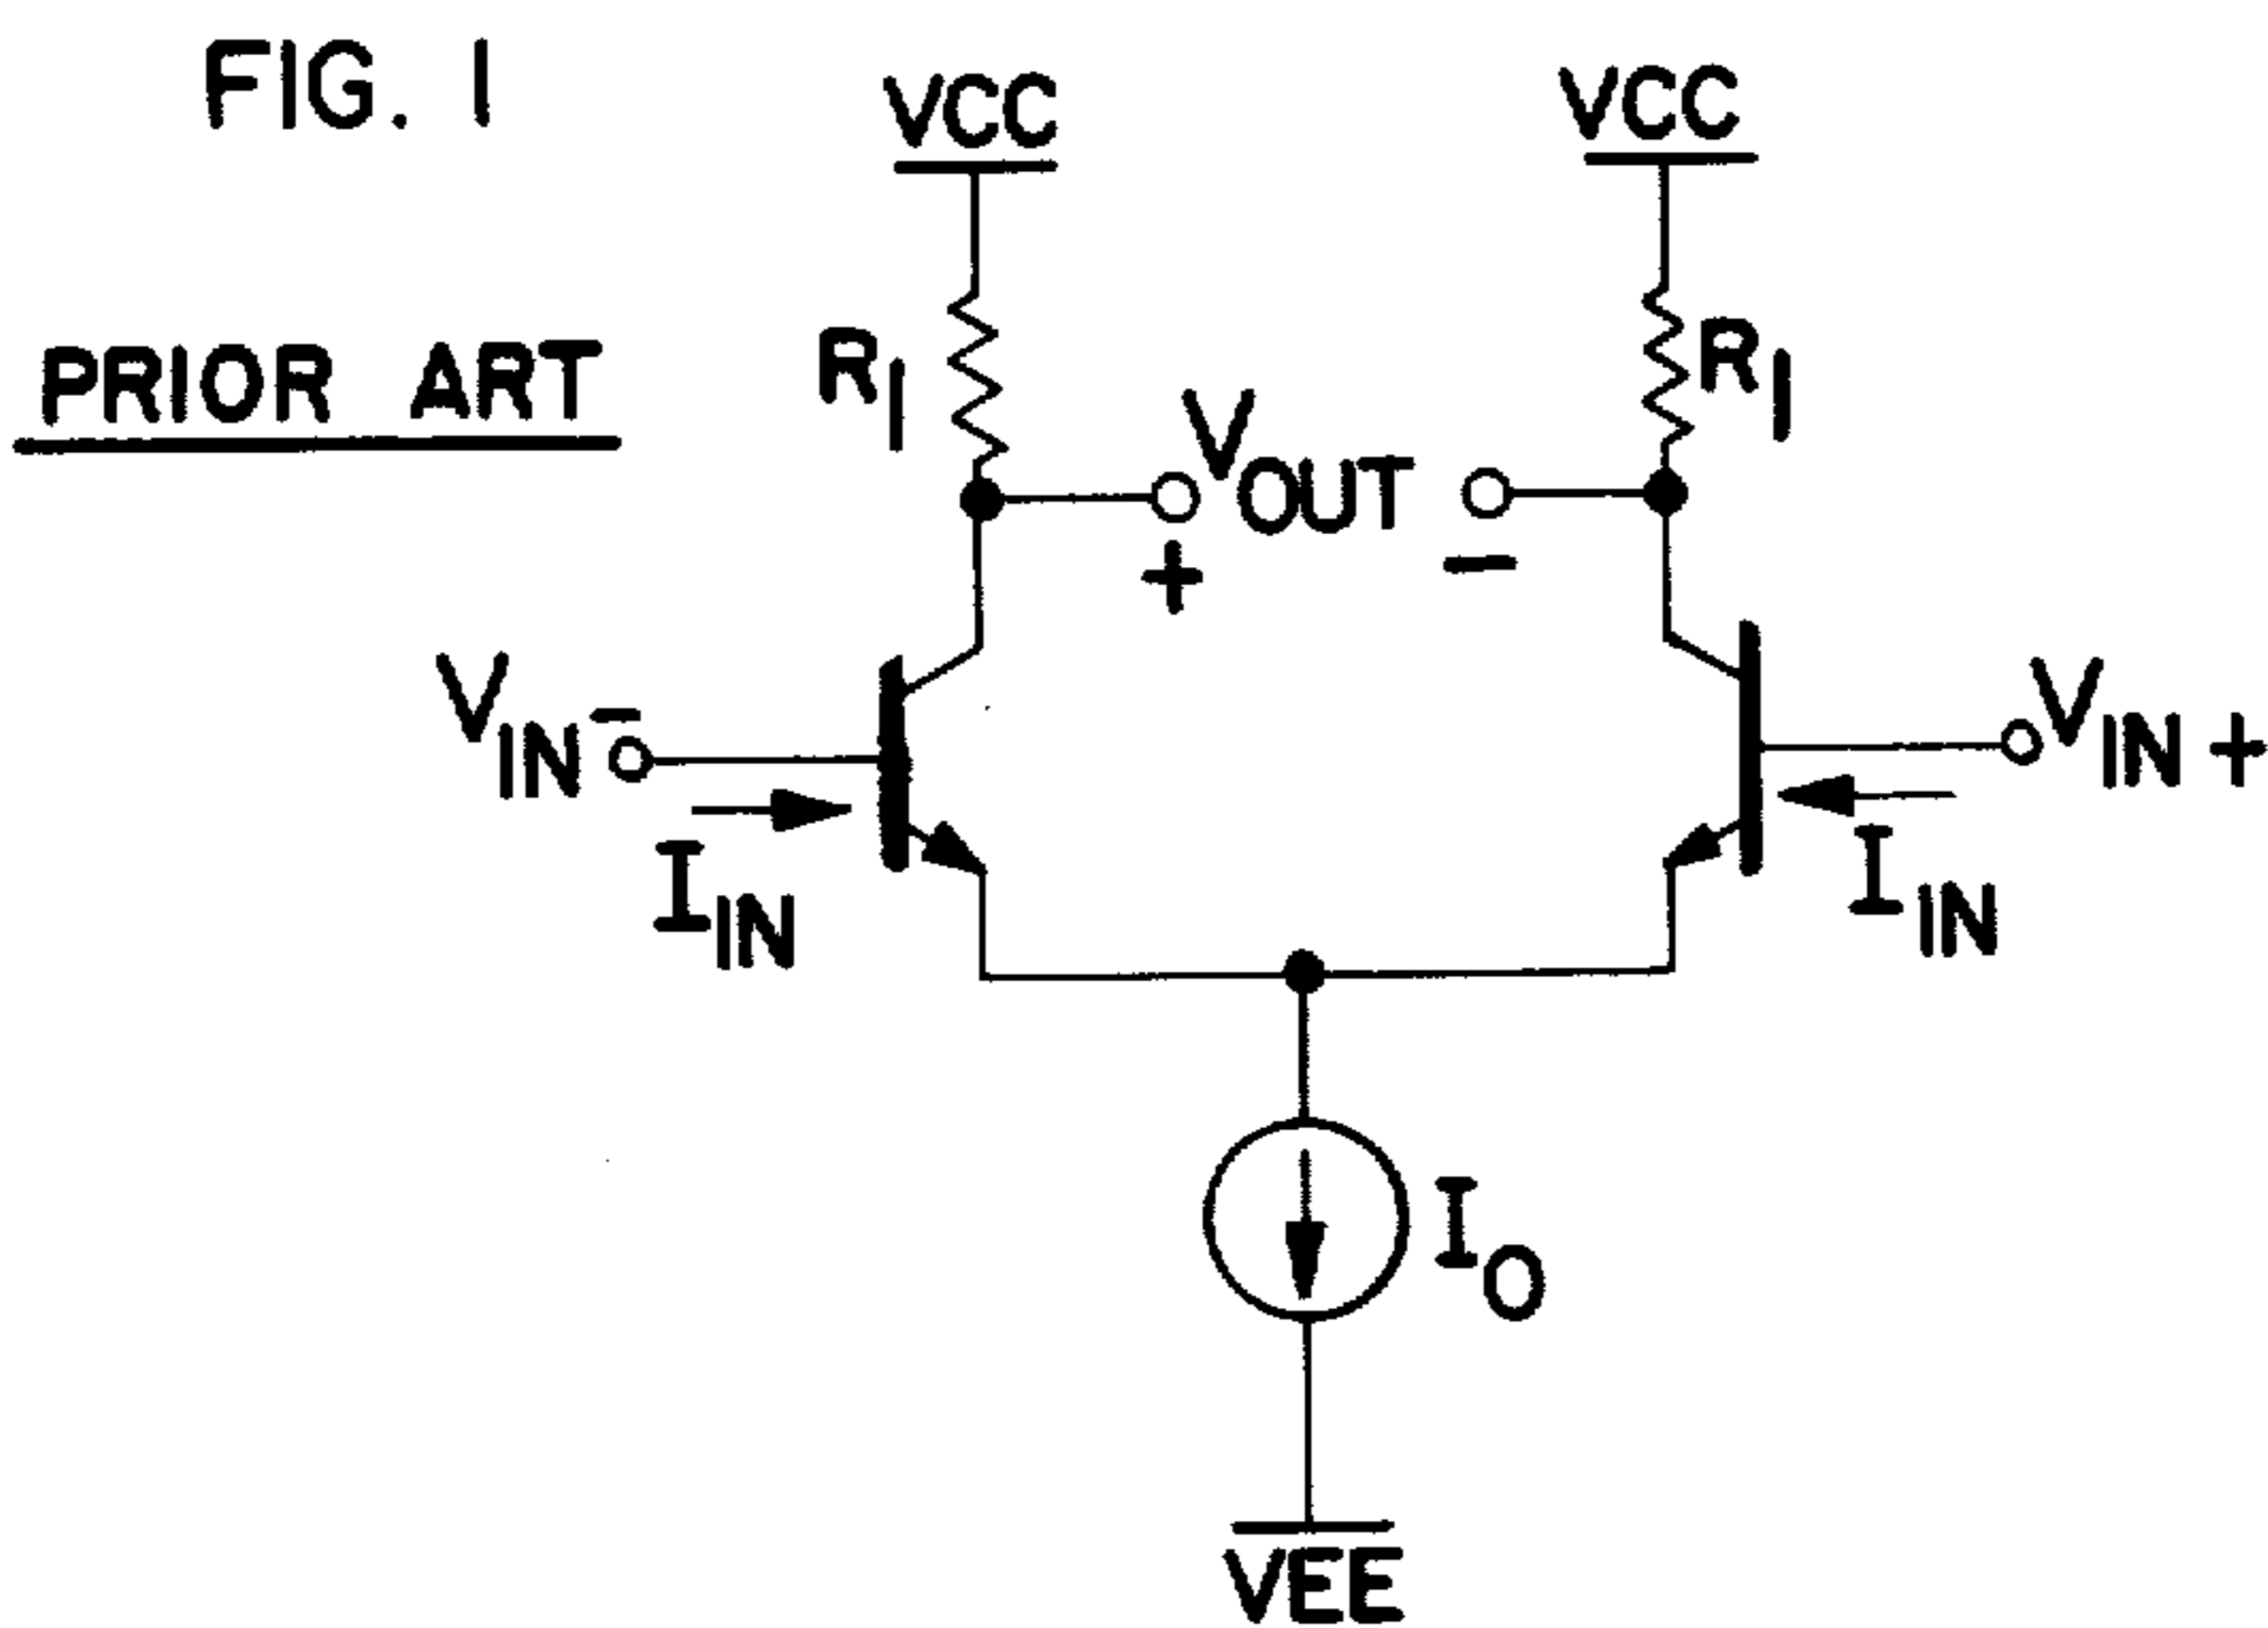 FIG. 1
VCC
VCC
PRIOR ART
R1
R1
VOUT
+
−
VIN−
VIN+
IIN
IIN
IO
VEE